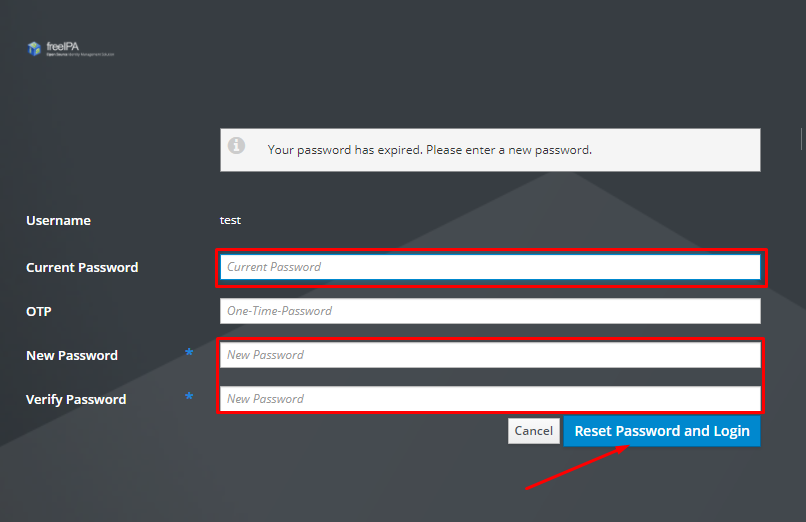 freeIPA
Open Source Identity Management Solution
Your password has expired. Please enter a new password.
Username test
Current Password Current Password
OTP One-Time-Password
New Password * New Password
Verify Password * New Password
Cancel Reset Password and Login